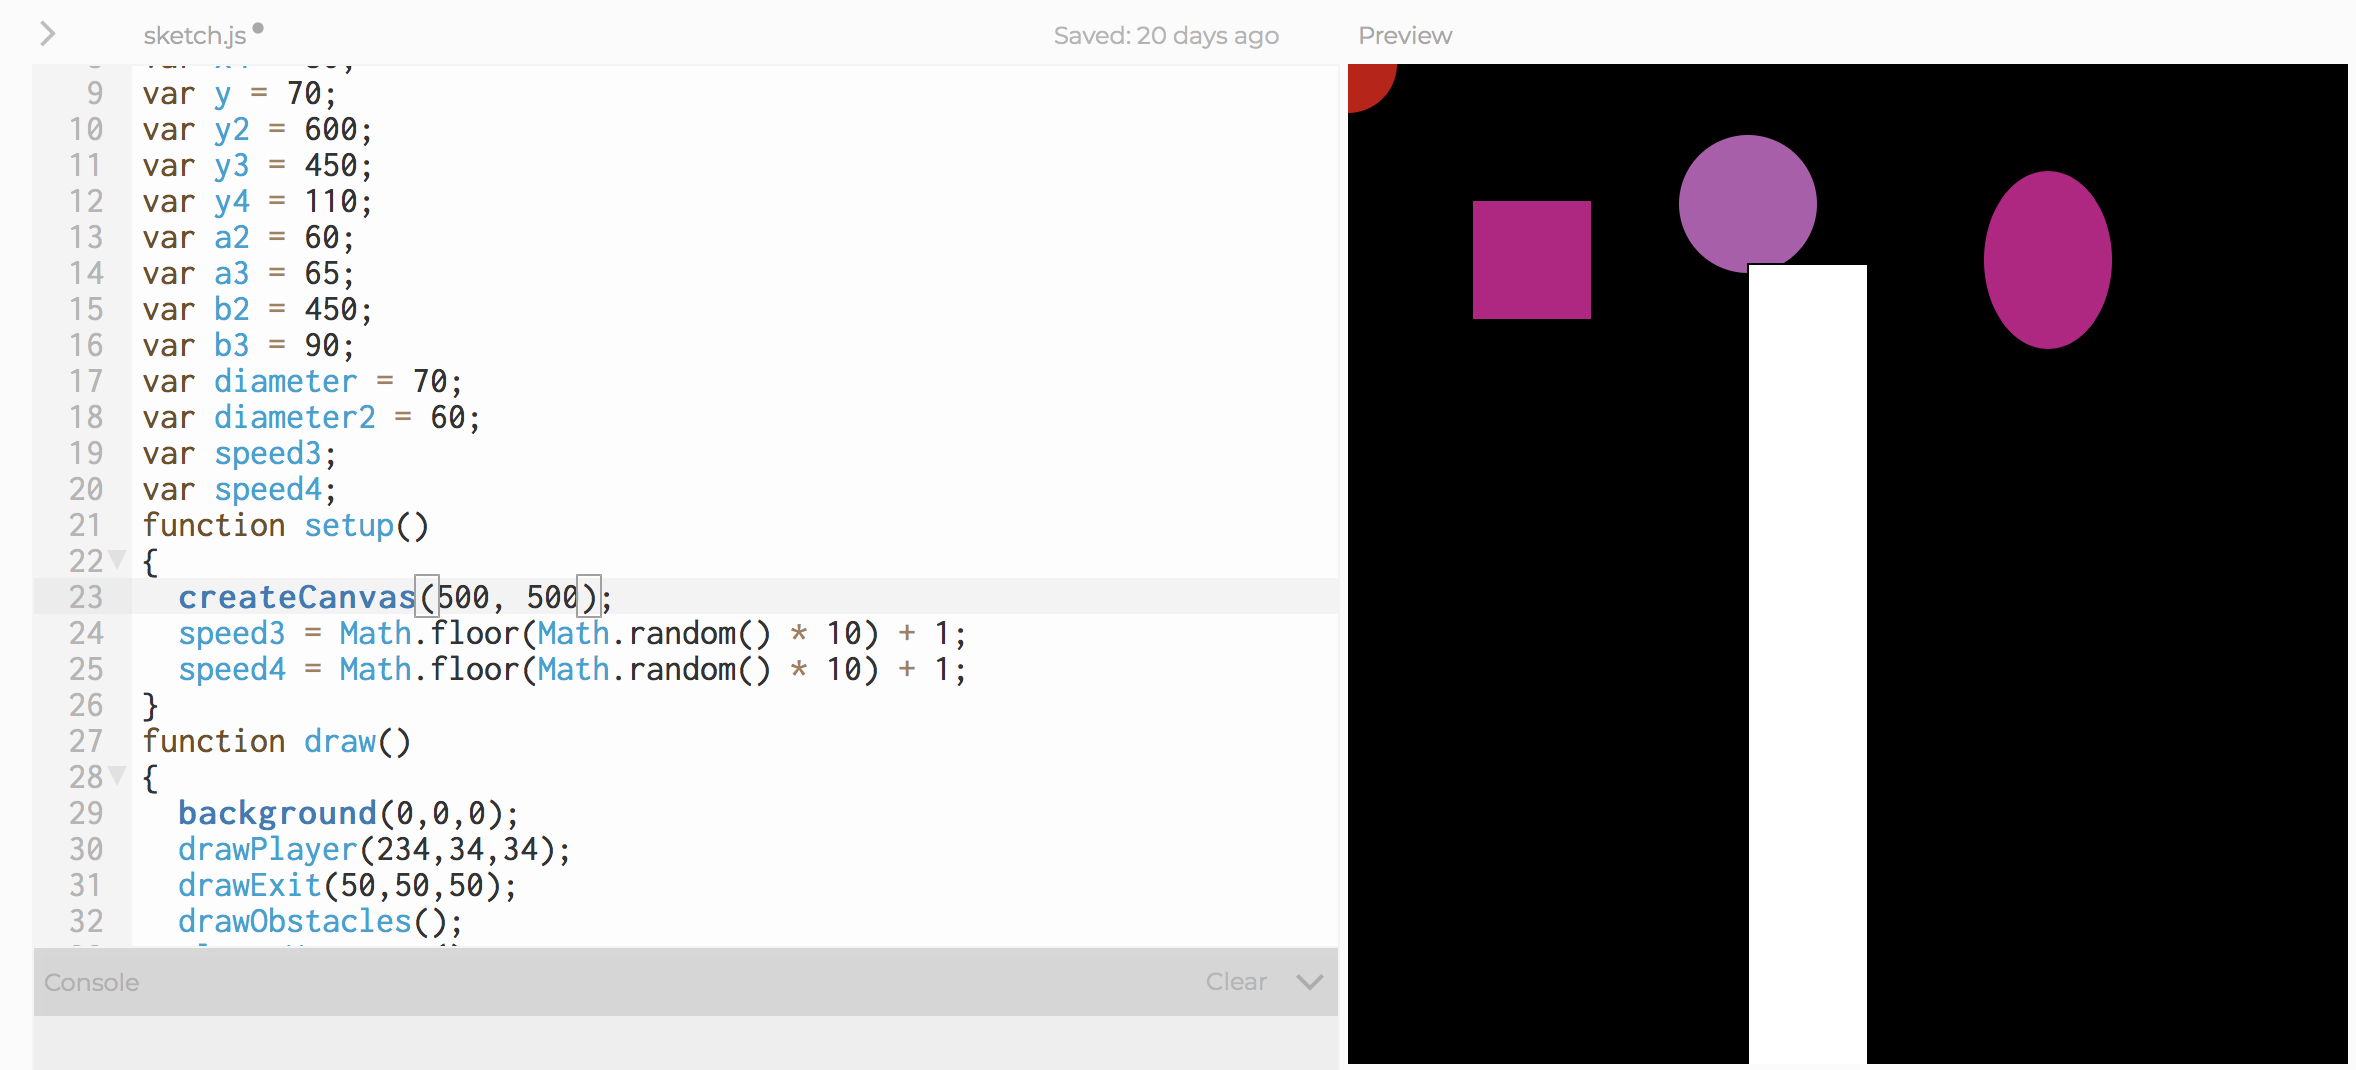 sketch.js
Saved: 20 days ago
Preview
9 var y = 70;
10 var y2 = 600;
11 var y3 = 450;
12 var y4 = 110;
13 var a2 = 60;
14 var a3 = 65;
15 var b2 = 450;
16 var b3 = 90;
17 var diameter = 70;
18 var diameter2 = 60;
19 var speed3;
20 var speed4;
21 function setup()
22 {
23 createCanvas(500, 500);
24 speed3 = Math.floor(Math.random() * 10) + 1;
25 speed4 = Math.floor(Math.random() * 10) + 1;
26 }
27 function draw()
28 {
29 background(0,0,0);
30 drawPlayer(234,34,34);
31 drawExit(50,50,50);
32 drawObstacles();
Console
Clear